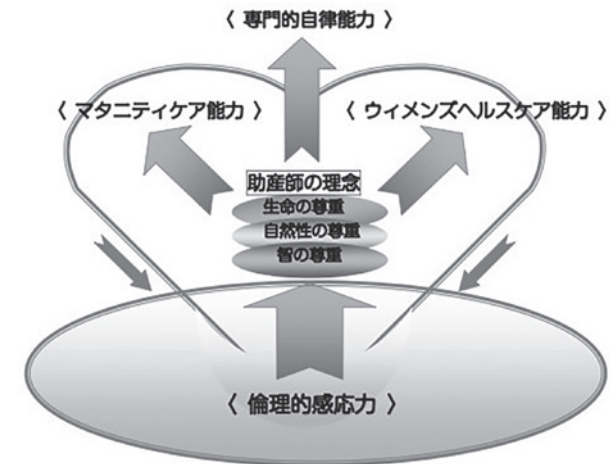 〈 専門的自律能力 〉
〈 マタニティケア能力 〉
〈 ウィメンズヘルスケア能力 〉
助産師の理念
生命の尊重
自然性の尊重
智の尊重
〈 倫理的感応力 〉